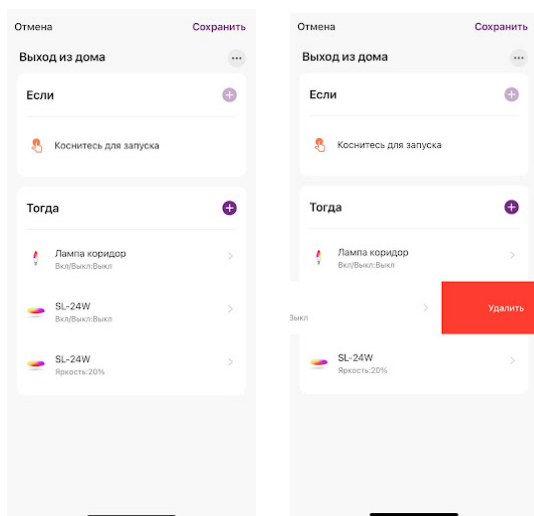 Отмена
Сохранить
Выход из дома
Если
Коснитесь для запуска
Тогда
Лампа коридор
Вкл/Выкл:Выкл
SL-24W
Вкл/Выкл:Выкл
SL-24W
Яркость:20%
Отмена
Сохранить
Выход из дома
Если
Коснитесь для запуска
Тогда
Лампа коридор
Вкл/Выкл:Выкл
Выкл
Удалить
SL-24W
Яркость:20%